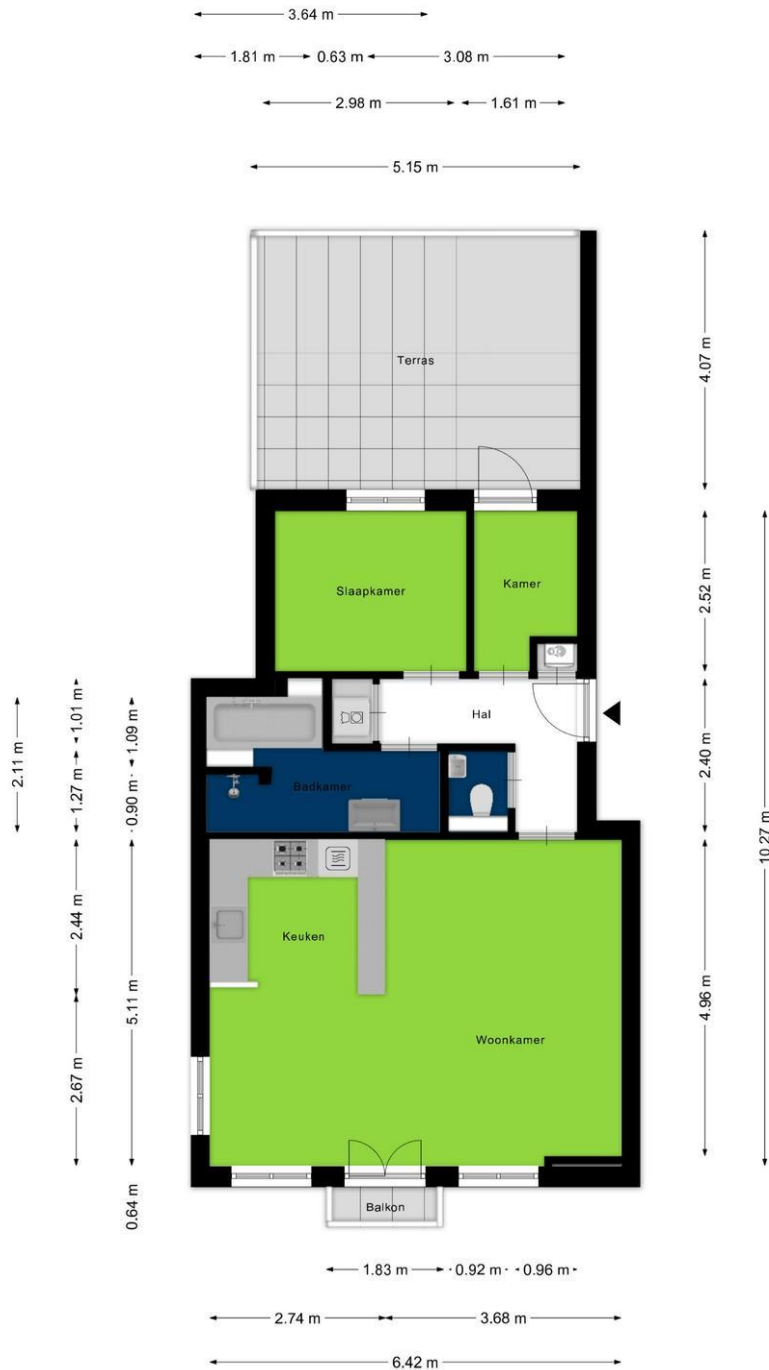 3.64 m
1.81 m 0.63 m 3.08 m
2.98 m 1.61 m
5.15 m
Terras
4.07 m
Slaapkamer
Kamer
2.52 m
Hal
2.11 m
1.01 m
1.27 m
1.09 m
0.90 m
2.40 m
Badkamer
10.27 m
Keuken
2.44 m
5.11 m
4.96 m
Woonkamer
2.67 m
0.64 m
Balkon
1.83 m 0.92 m 0.96 m
2.74 m 3.68 m
6.42 m